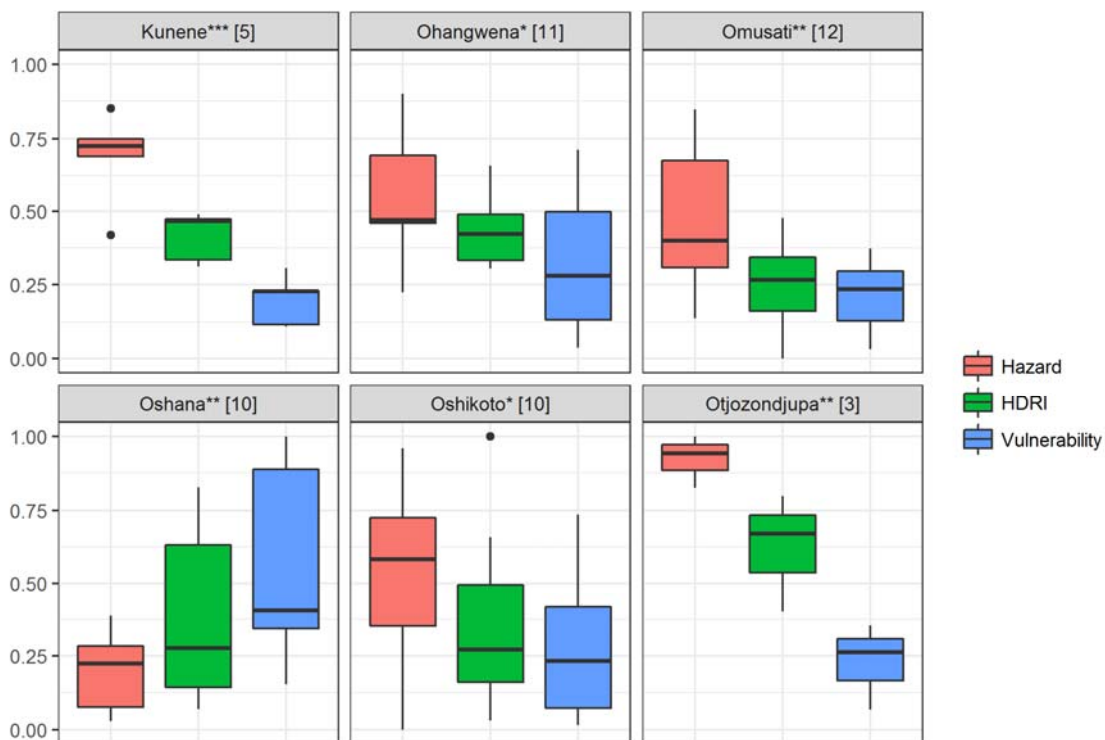 Kunene*** [5]
Ohangwena* [11]
Omusati** [12]
1.00
0.75
0.50
0.25
0.00
Oshana** [10]
Oshikoto* [10]
Otjozondjupa** [3]
1.00
0.75
0.50
0.25
0.00
Hazard
HDRI
Vulnerability